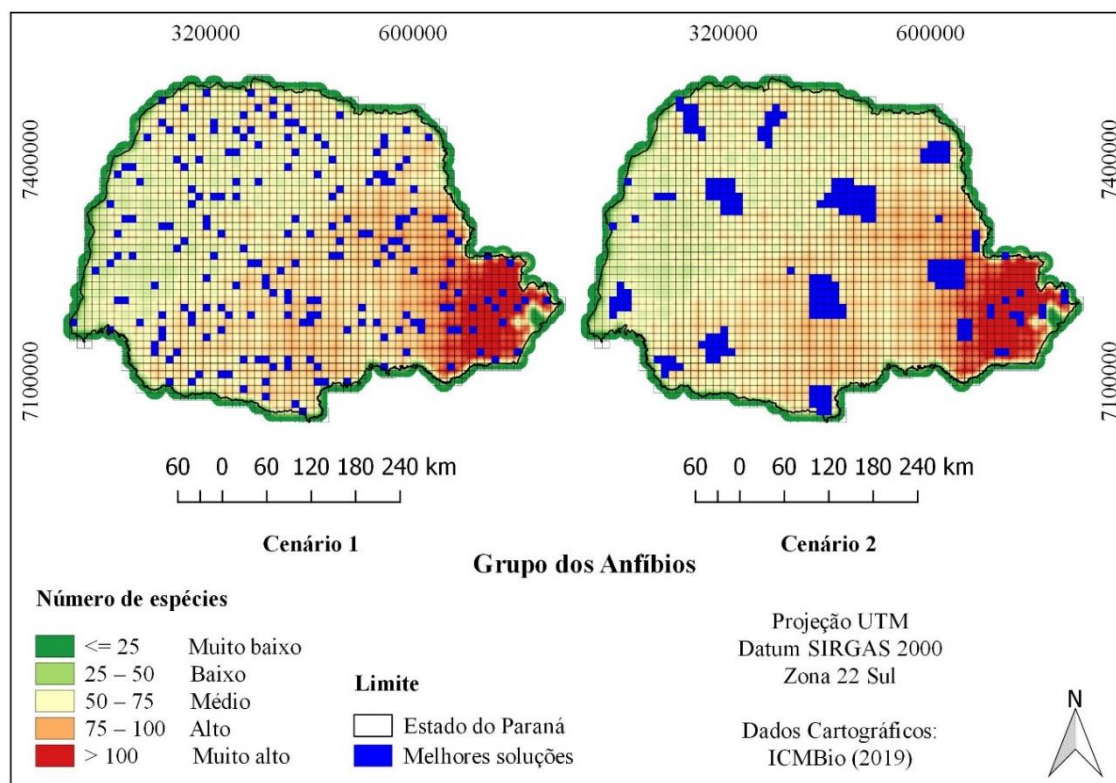 320000 600000 320000 600000
7400000 7400000
7100000 7100000
60 0 60 120 180 240 km 60 0 60 120 180 240 km
Cenário 1 Cenário 2
Grupo dos Anfíbios
Número de espécies
<= 25 Muito baixo
25 – 50 Baixo
50 – 75 Médio
75 – 100 Alto
> 100 Muito alto
Limite
Estado do Paraná
Melhores soluções
Projeção UTM
Datum SIRGAS 2000
Zona 22 Sul
Dados Cartográficos:
ICMBio (2019)
N